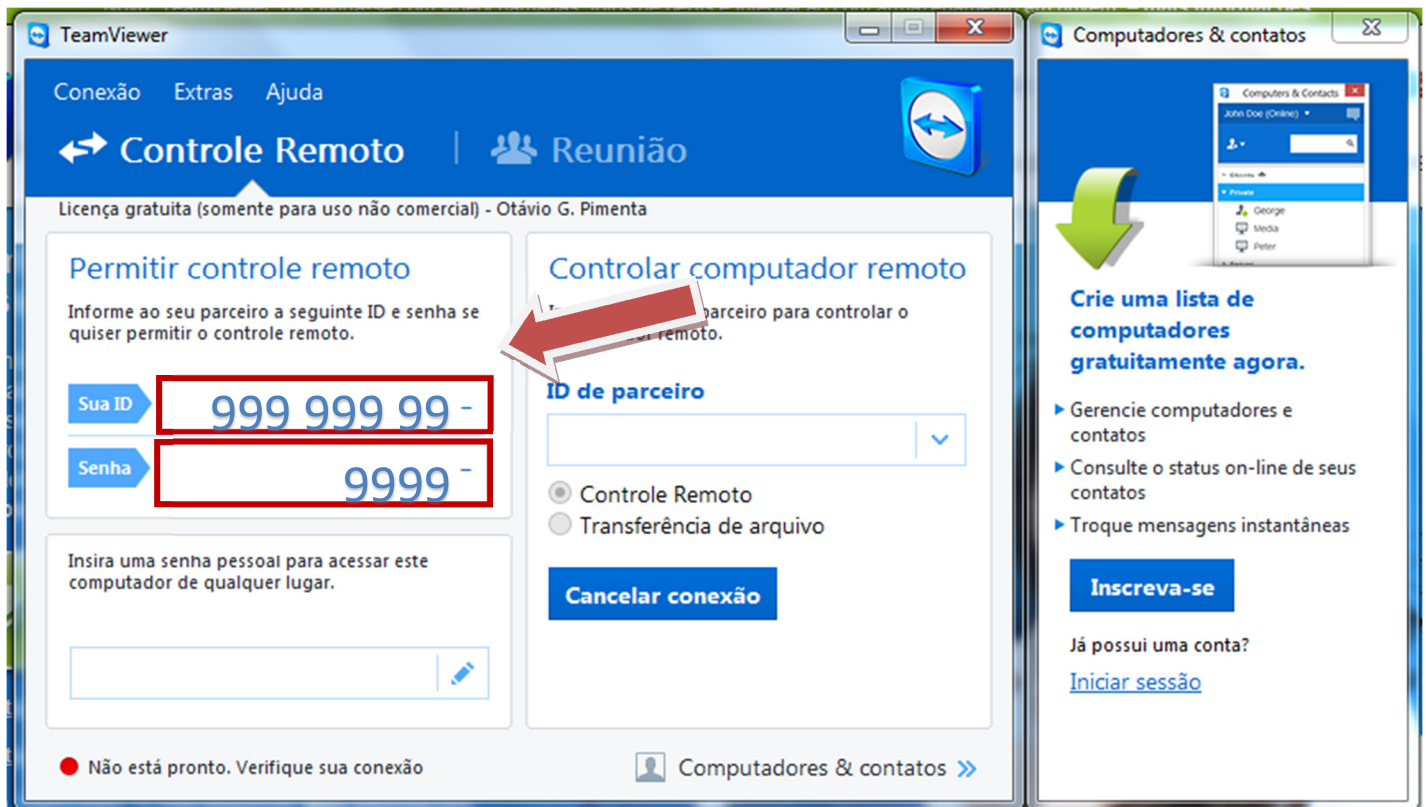 TeamViewer
Conexão Extras Ajuda
Controle Remoto
Reunião
Licença gratuita (somente para uso não comercial) - Otávio G. Pimenta
Permitir controle remoto
Informe ao seu parceiro a seguinte ID e senha se
quiser permitir o controle remoto.
Sua ID 999 999 99 -
Senha 9999 -
Insira uma senha pessoal para acessar este
computador de qualquer lugar.
Controlar computador remoto
parceiro para controlar o
remoto.
ID de parceiro
Controle Remoto
Transferência de arquivo
Cancelar conexão
Não está pronto. Verifique sua conexão
Computadores & contatos
Computadores & contatos
Computers & Contacts
John Doe (Online)
Private
George
Media
Peter
Crie uma lista de
computadores
gratuitamente agora.
Gerencie computadores e
contatos
Consulte o status on-line de seus
contatos
Troque mensagens instantâneas
Inscreva-se
Já possui uma conta?
Iniciar sessão